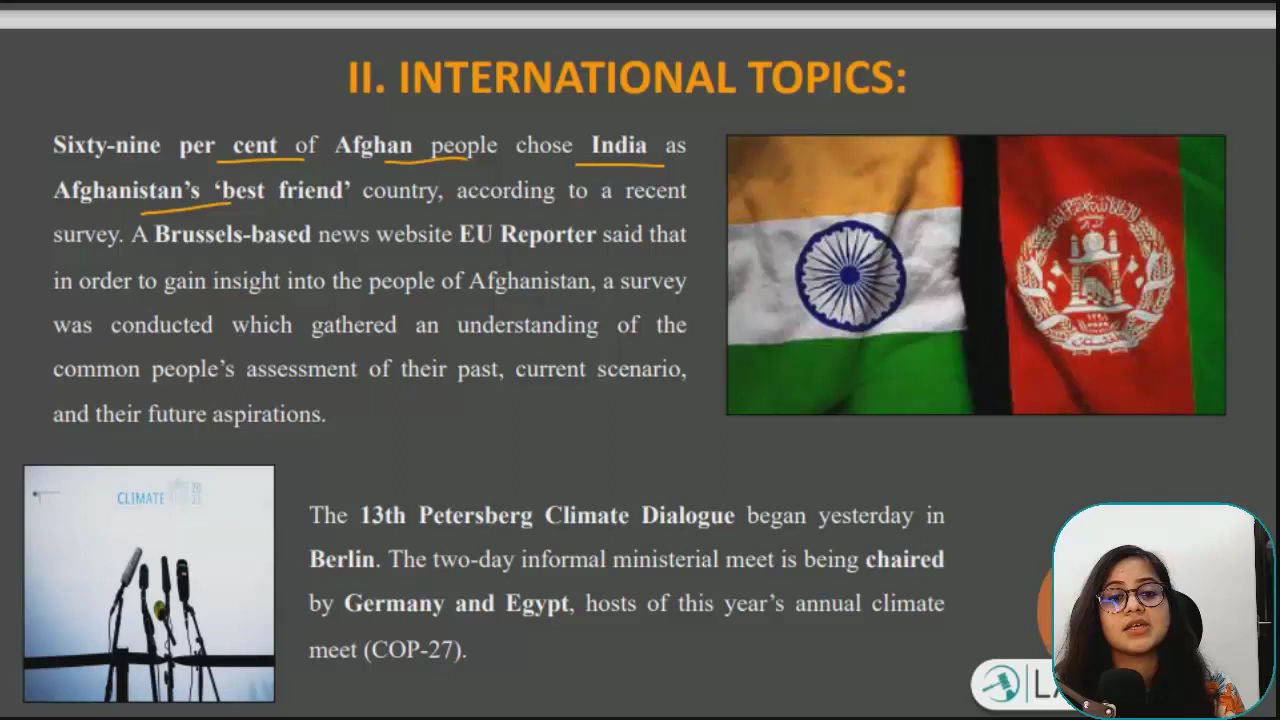 II. INTERNATIONAL TOPICS:
Sixty-nine per cent of Afghan people chose India as
Afghanistan’s ‘best friend’ country, according to a recent
survey. A Brussels-based news website EU Reporter said that
in order to gain insight into the people of Afghanistan, a survey
was conducted which gathered an understanding of the
common people’s assessment of their past, current scenario,
and their future aspirations.
CLIMATE
The 13th Petersberg Climate Dialogue began yesterday in
Berlin. The two-day informal ministerial meet is being chaired
by Germany and Egypt, hosts of this year’s annual climate
meet (COP-27).